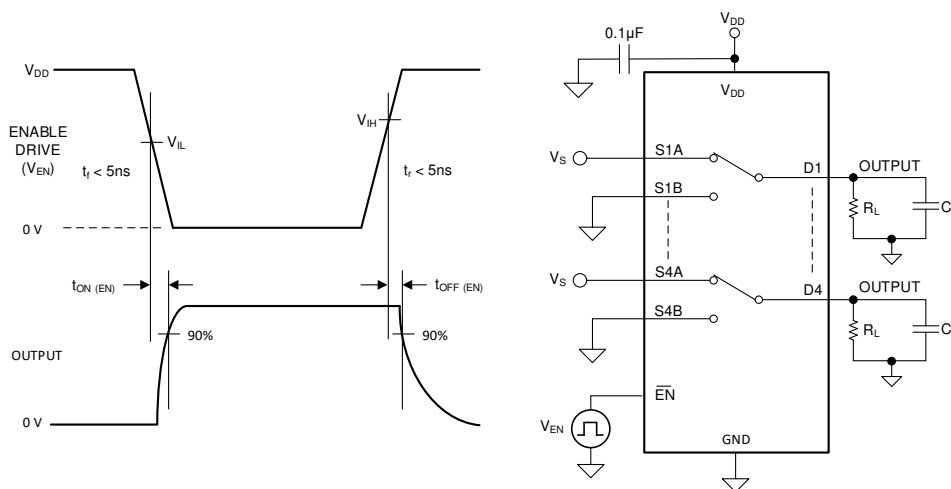 V_DD
ENABLE
DRIVE
(V_EN)
t_f < 5ns
V_IL
V_IH
t_r < 5ns
0 V
t_ON (EN)
t_OFF (EN)
90%
90%
OUTPUT
0 V
V_DD
0.1µF
V_DD
V_S
S1A
D1
OUTPUT
S1B
R_L
C
V_S
S4A
D4
OUTPUT
S4B
R_L
C
EN
V_EN
GND